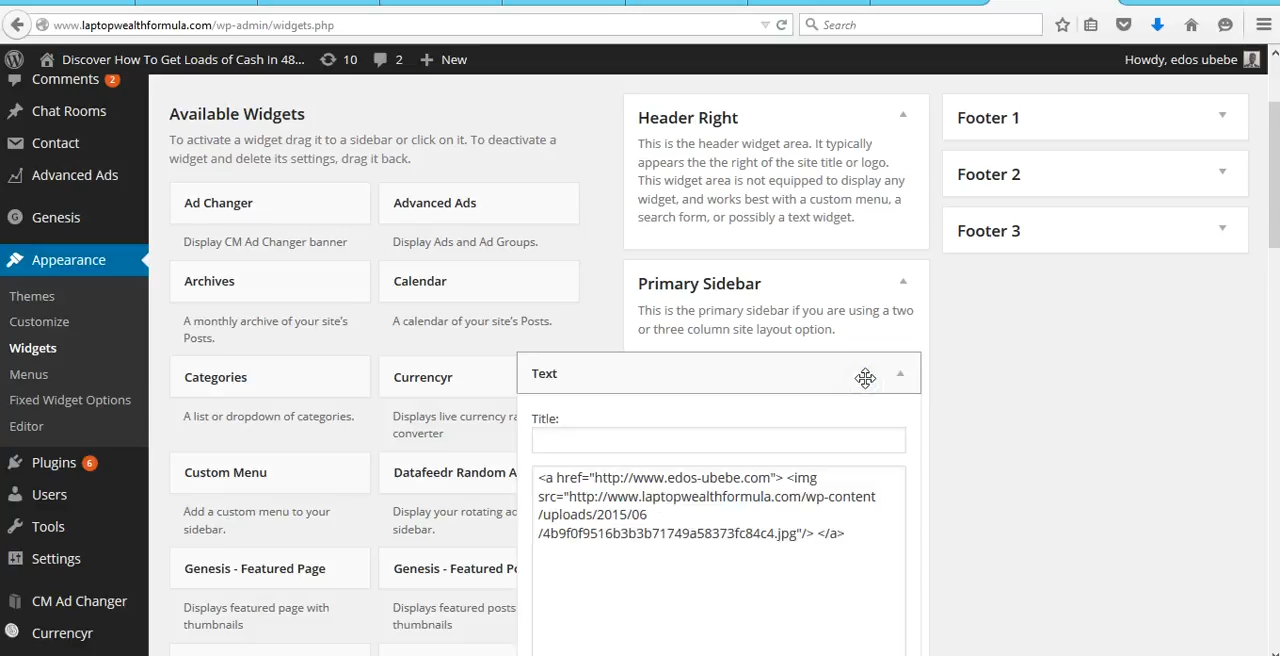 www.laptopwealthformula.com/wp-admin/widgets.php
Search
Discover How To Get Loads of Cash In 48...
10
2
New
Howdy, edos ubebe
Comments 2
Chat Rooms
Contact
Advanced Ads
Genesis
Appearance
Themes
Customize
Widgets
Menus
Fixed Widget Options
Editor
Plugins 6
Users
Tools
Settings
CM Ad Changer
Currencyr
Available Widgets
To activate a widget drag it to a sidebar or click on it. To deactivate a
widget and delete its settings, drag it back.
Ad Changer
Display CM Ad Changer banner
Advanced Ads
Display Ads and Ad Groups.
Archives
A monthly archive of your site's
Posts.
Calendar
A calendar of your site's Posts.
Categories
A list or dropdown of categories.
Currencyr
Displays live currency ra
converter
Custom Menu
Add a custom menu to your
sidebar.
Datafeedr Random A
Display your rotating ad
sidebar.
Genesis - Featured Page
Displays featured page with
thumbnails
Genesis - Featured Po
Displays featured posts
thumbnails
Header Right
This is the header widget area. It typically
appears the the right of the site title or logo.
This widget area is not equipped to display any
widget, and works best with a custom menu, a
search form, or possibly a text widget.
Primary Sidebar
This is the primary sidebar if you are using a two
or three column site layout option.
Text
Title:
<a href="http://www.edos-ubebe.com"> <img
src="http://www.laptopwealthformula.com/wp-content
/uploads/2015/06
/4b9f0f9516b3b3b71749a58373fc84c4.jpg"/> </a>
Footer 1
Footer 2
Footer 3